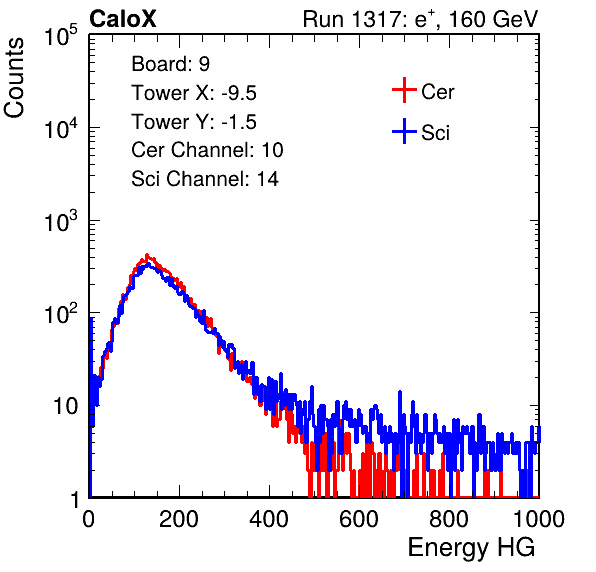 CaloX Run 1317: e⁺, 160 GeV
Counts
10⁵
10⁴
10³
10²
10
1
Board: 9
Tower X: -9.5
Tower Y: -1.5
Cer Channel: 10
Sci Channel: 14
Cer
Sci
0 200 400 600 800 1000
Energy HG